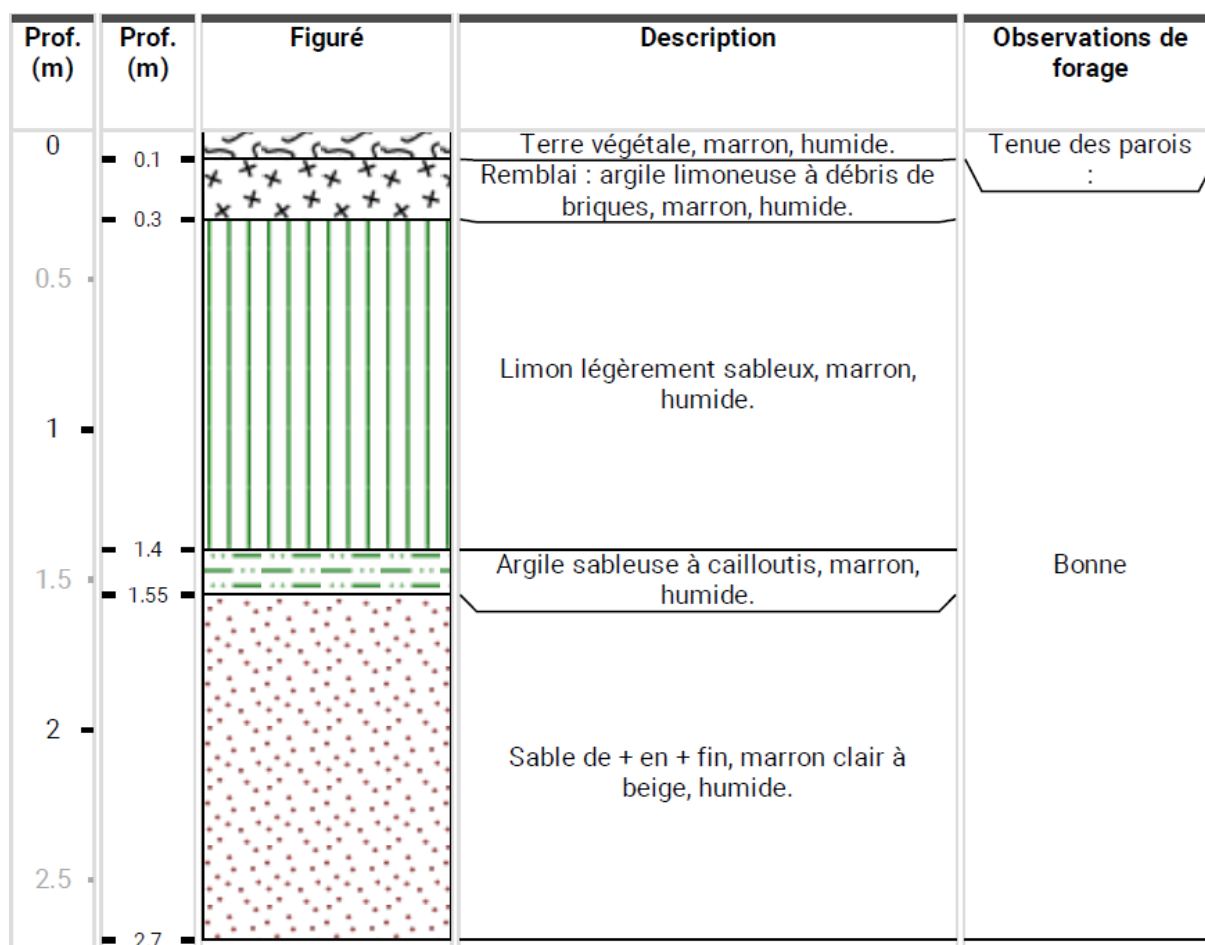 Prof.
(m)
Prof.
(m)
Figuré
Description
Observations de
forage
0
0.1
Terre végétale, marron, humide.
Tenue des parois
:
Remblai : argile limoneuse à débris de
briques, marron, humide.
0.3
0.5
Limon légèrement sableux, marron,
humide.
1
1.4
Argile sableuse à cailloutis, marron,
humide.
Bonne
1.5
1.55
2
Sable de + en + fin, marron clair à
beige, humide.
2.5
2.7